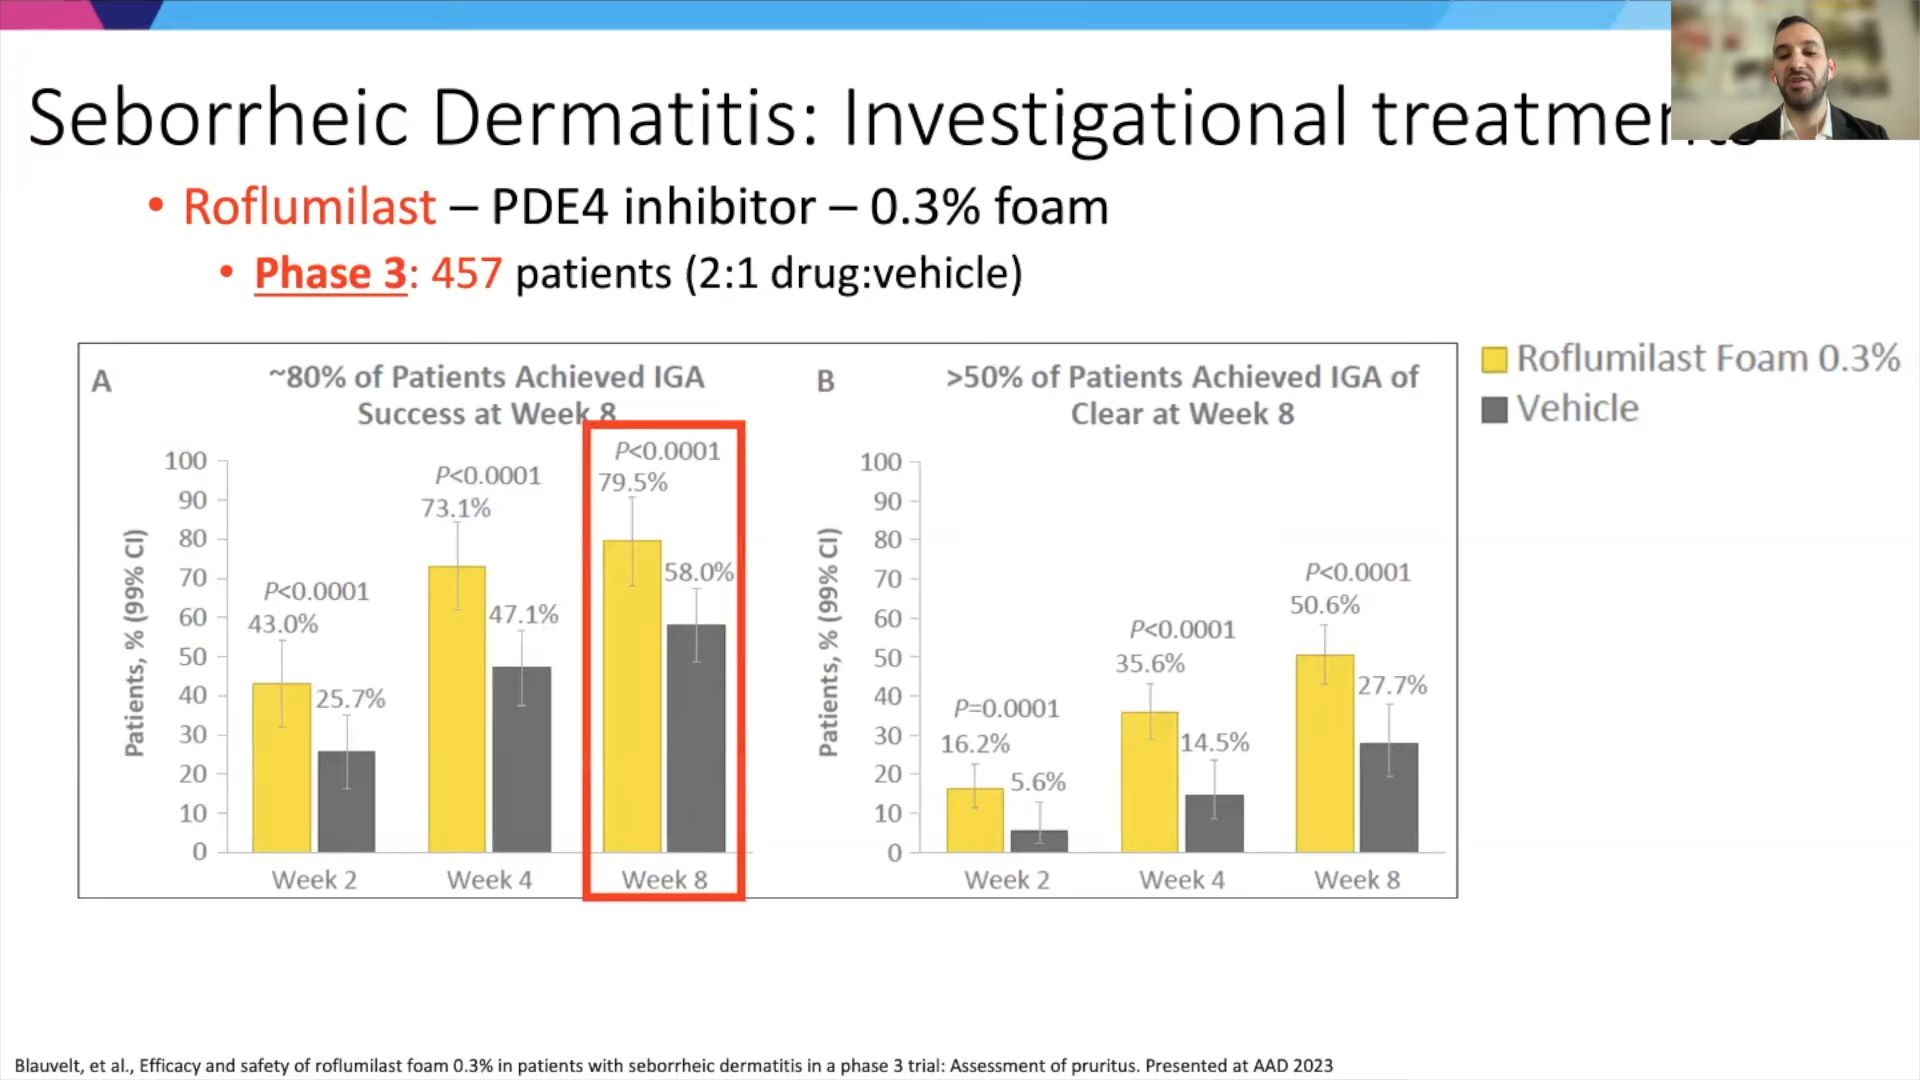 Seborrheic Dermatitis: Investigational
• Roflumilast – PDE4 inhibitor – 0.3% foam
• Phase 3: 457 patients (2:1 drug:vehicle)
A
~80% of Patients Achieved IGA
Success at Week 8
P<0.0001
79.5%
P<0.0001
73.1%
58.0%
P<0.0001
43.0%
47.1%
25.7%
Patients, % (99% CI)
100
90
80
70
60
50
40
30
20
10
0
Week 2
Week 4
Week 8
B
>50% of Patients Achieved IGA of
Clear at Week 8
P<0.0001
50.6%
P<0.0001
35.6%
27.7%
P=0.0001
16.2%
14.5%
5.6%
Patients, % (99% CI)
100
90
80
70
60
50
40
30
20
10
0
Week 2
Week 4
Week 8
Roflumilast Foam 0.3%
Vehicle
Blauvelt, et al., Efficacy and safety of roflumilast foam 0.3% in patients with seborrheic dermatitis in a phase 3 trial: Assessment of pruritus. Presented at AAD 2023